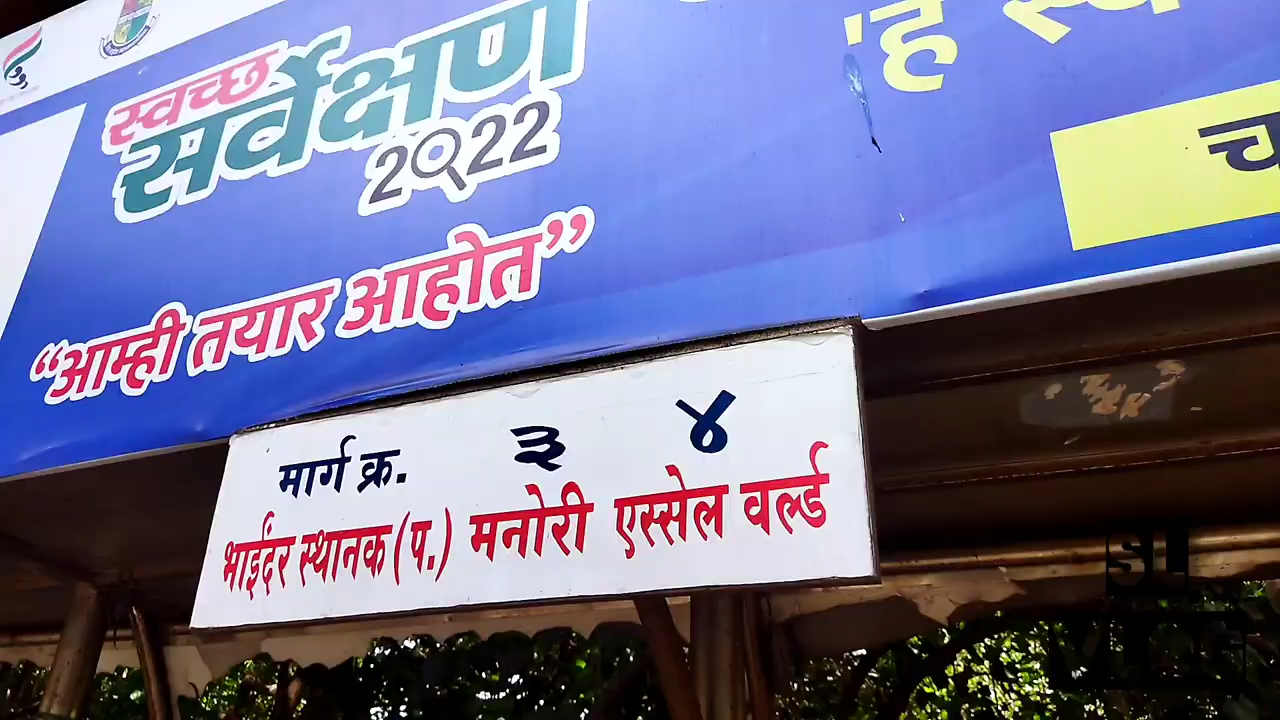 स्वच्छ
सर्वेक्षण
2022
“आम्ही तयार आहोत”
'हे
मार्ग क्र. ३ ४
भाईंदर स्थानक (प.) मनोरी एस्सेल वर्ल्ड